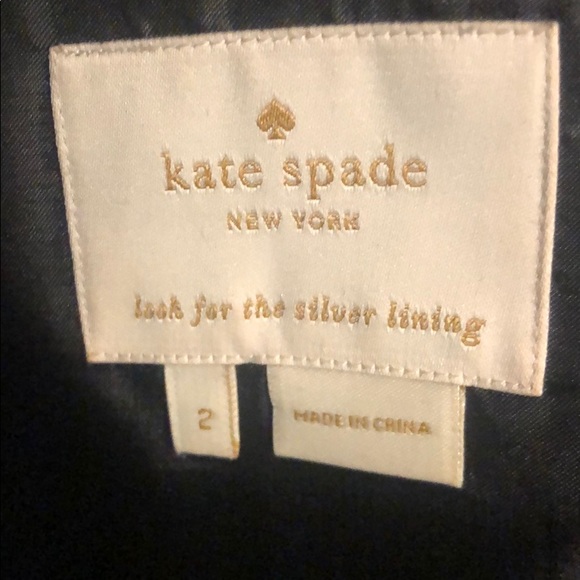 kate spade
NEW YORK
look for the silver lining
2
MADE IN CHINA